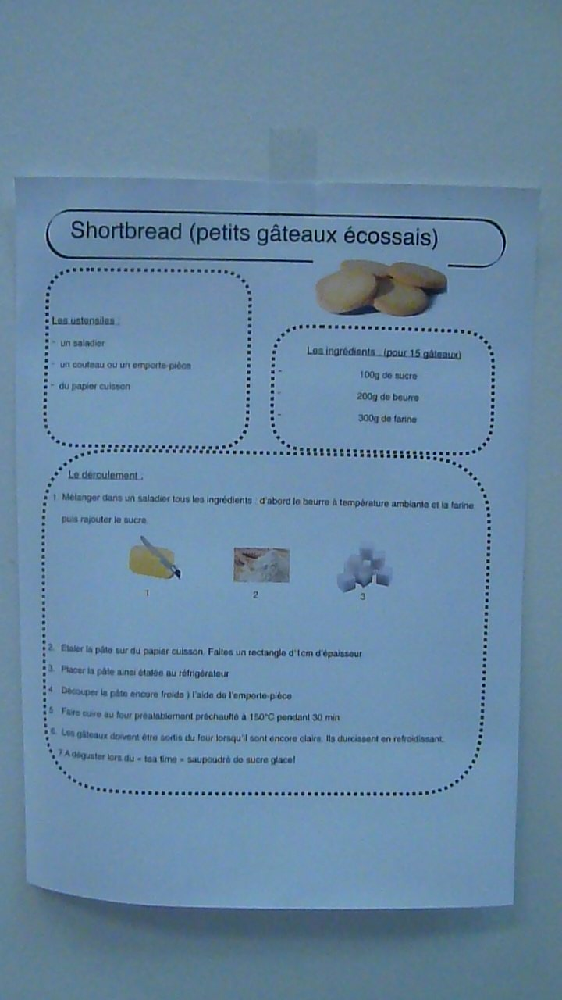 Shortbread (petits gâteaux écossais)
Les ustensiles :
- un saladier
- un couteau ou un emporte-pièce
- du papier cuisson
Les ingrédients : (pour 15 gâteaux)
- 100g de sucre
- 200g de beurre
- 300g de farine
Le déroulement :
1. Mélanger dans un saladier tous les ingrédients : d'abord le beurre à température ambiante et la farine
puis rajouter le sucre.
1 2 3
2. Etaler la pâte sur du papier cuisson. Faites un rectangle d'1cm d'épaisseur
3. Placer la pâte ainsi étalée au réfrigérateur
4. Découper la pâte encore froide ) l'aide de l'emporte-pièce
5. Faire cuire au four préalablement préchauffé à 150°C pendant 30 min
6. Les gâteaux doivent être sortis du four lorsqu'il sont encore clairs. Ils durcissent en refroidissant.
7.A déguster lors du « tea time » saupoudré de sucre glace!